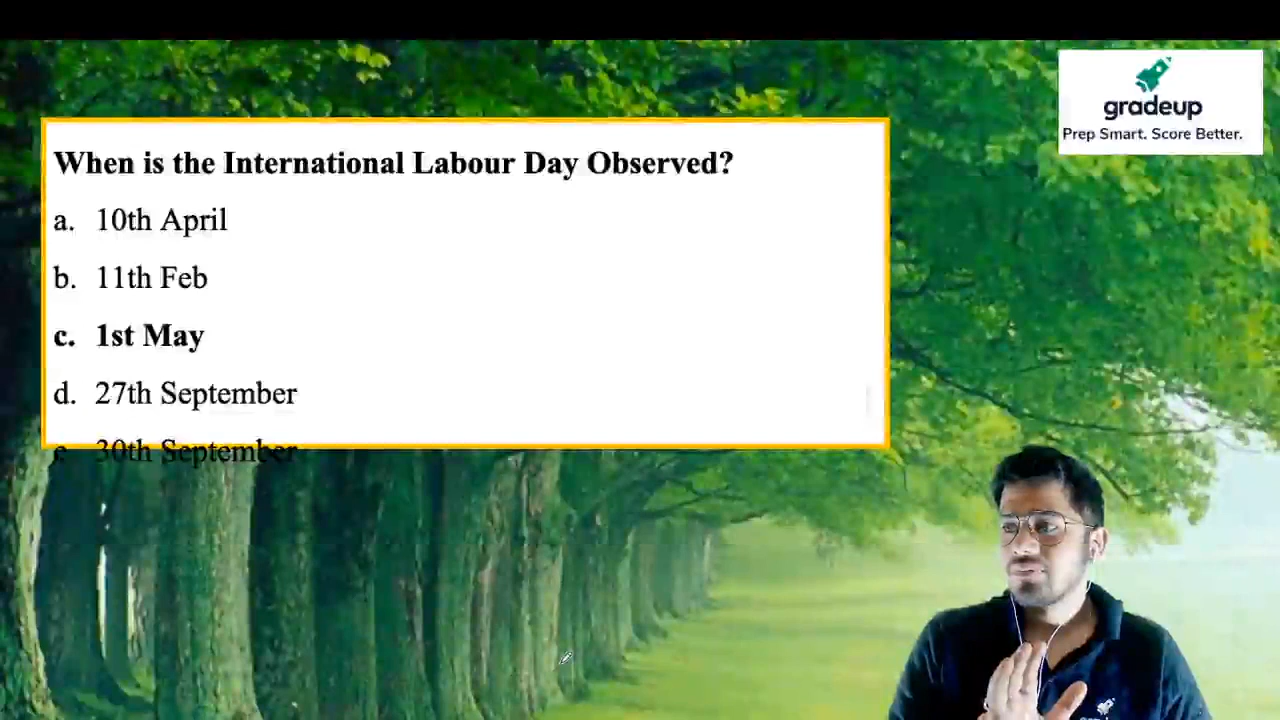 gradeup
Prep Smart. Score Better.
When is the International Labour Day Observed?
a. 10th April
b. 11th Feb
c. 1st May
d. 27th September
e. 30th September